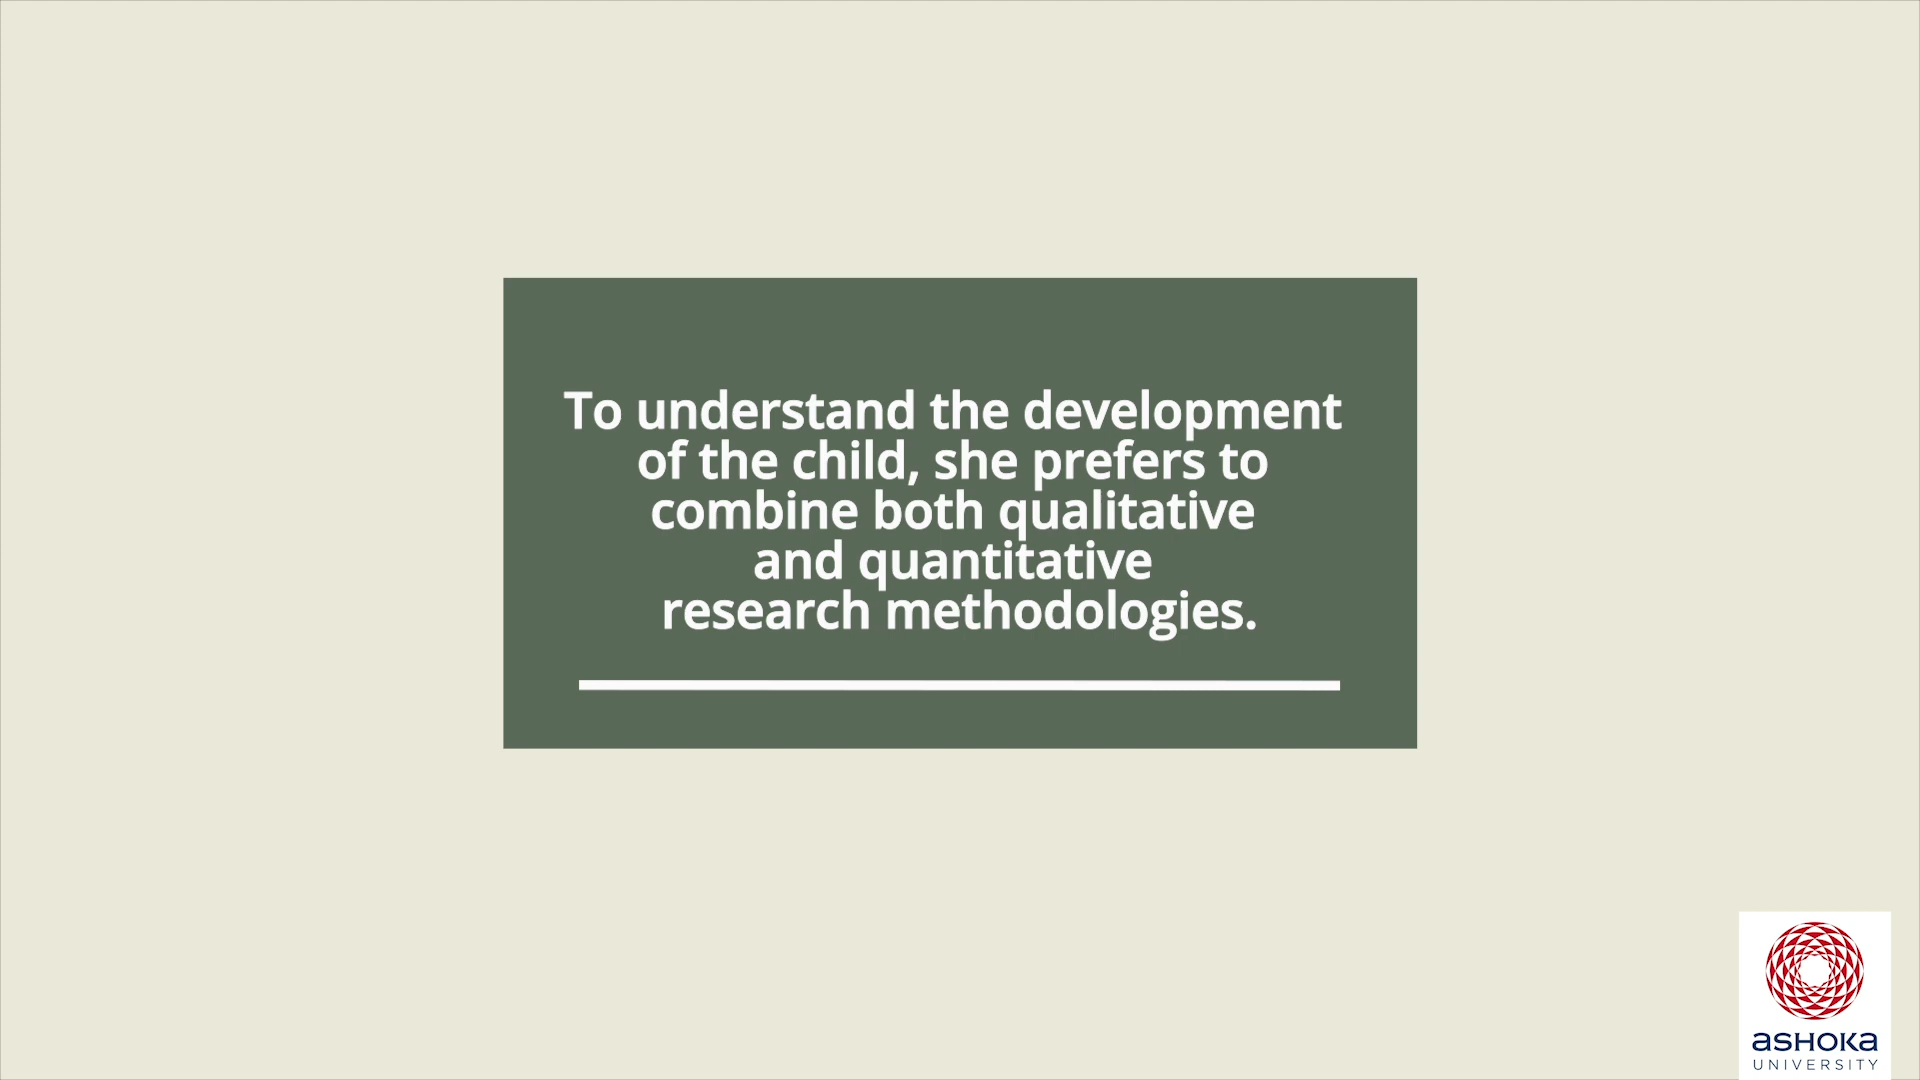 To understand the development
of the child, she prefers to
combine both qualitative
and quantitative
research methodologies.
ASHOKA
UNIVERSITY